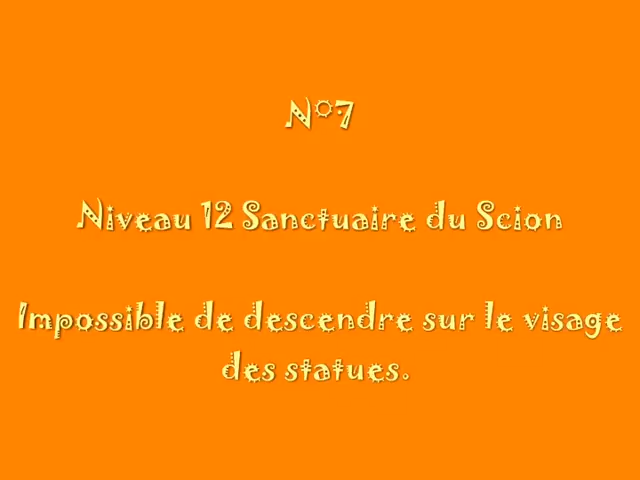 N°7
Niveau 12 Sanctuaire du Scion
Impossible de descendre sur le visage
des statues.